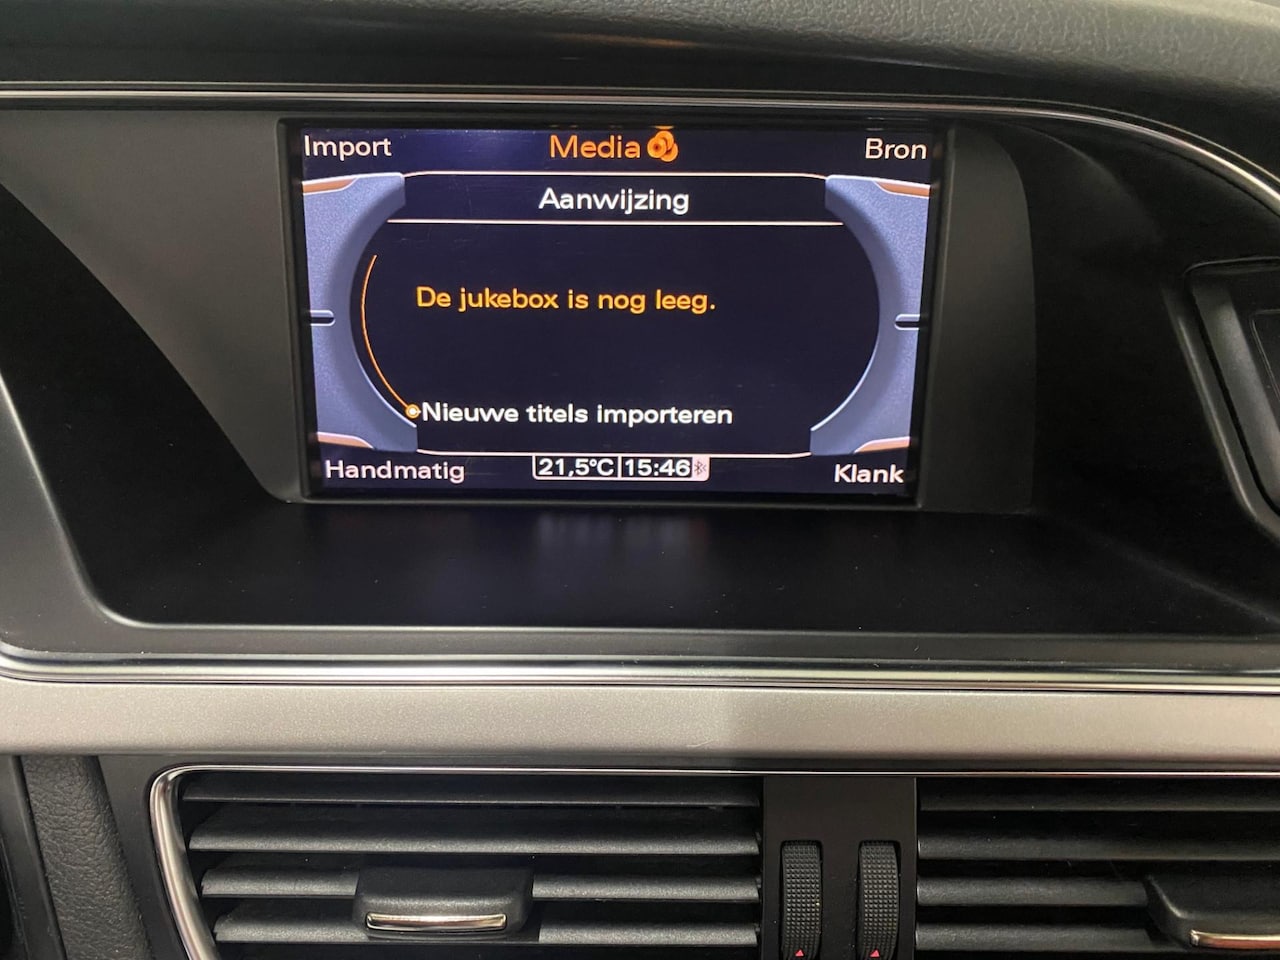 Import
Media
Bron
Aanwijzing
De jukebox is nog leeg.
Nieuwe titels importeren
Handmatig
21,5°C 15:46
Klank